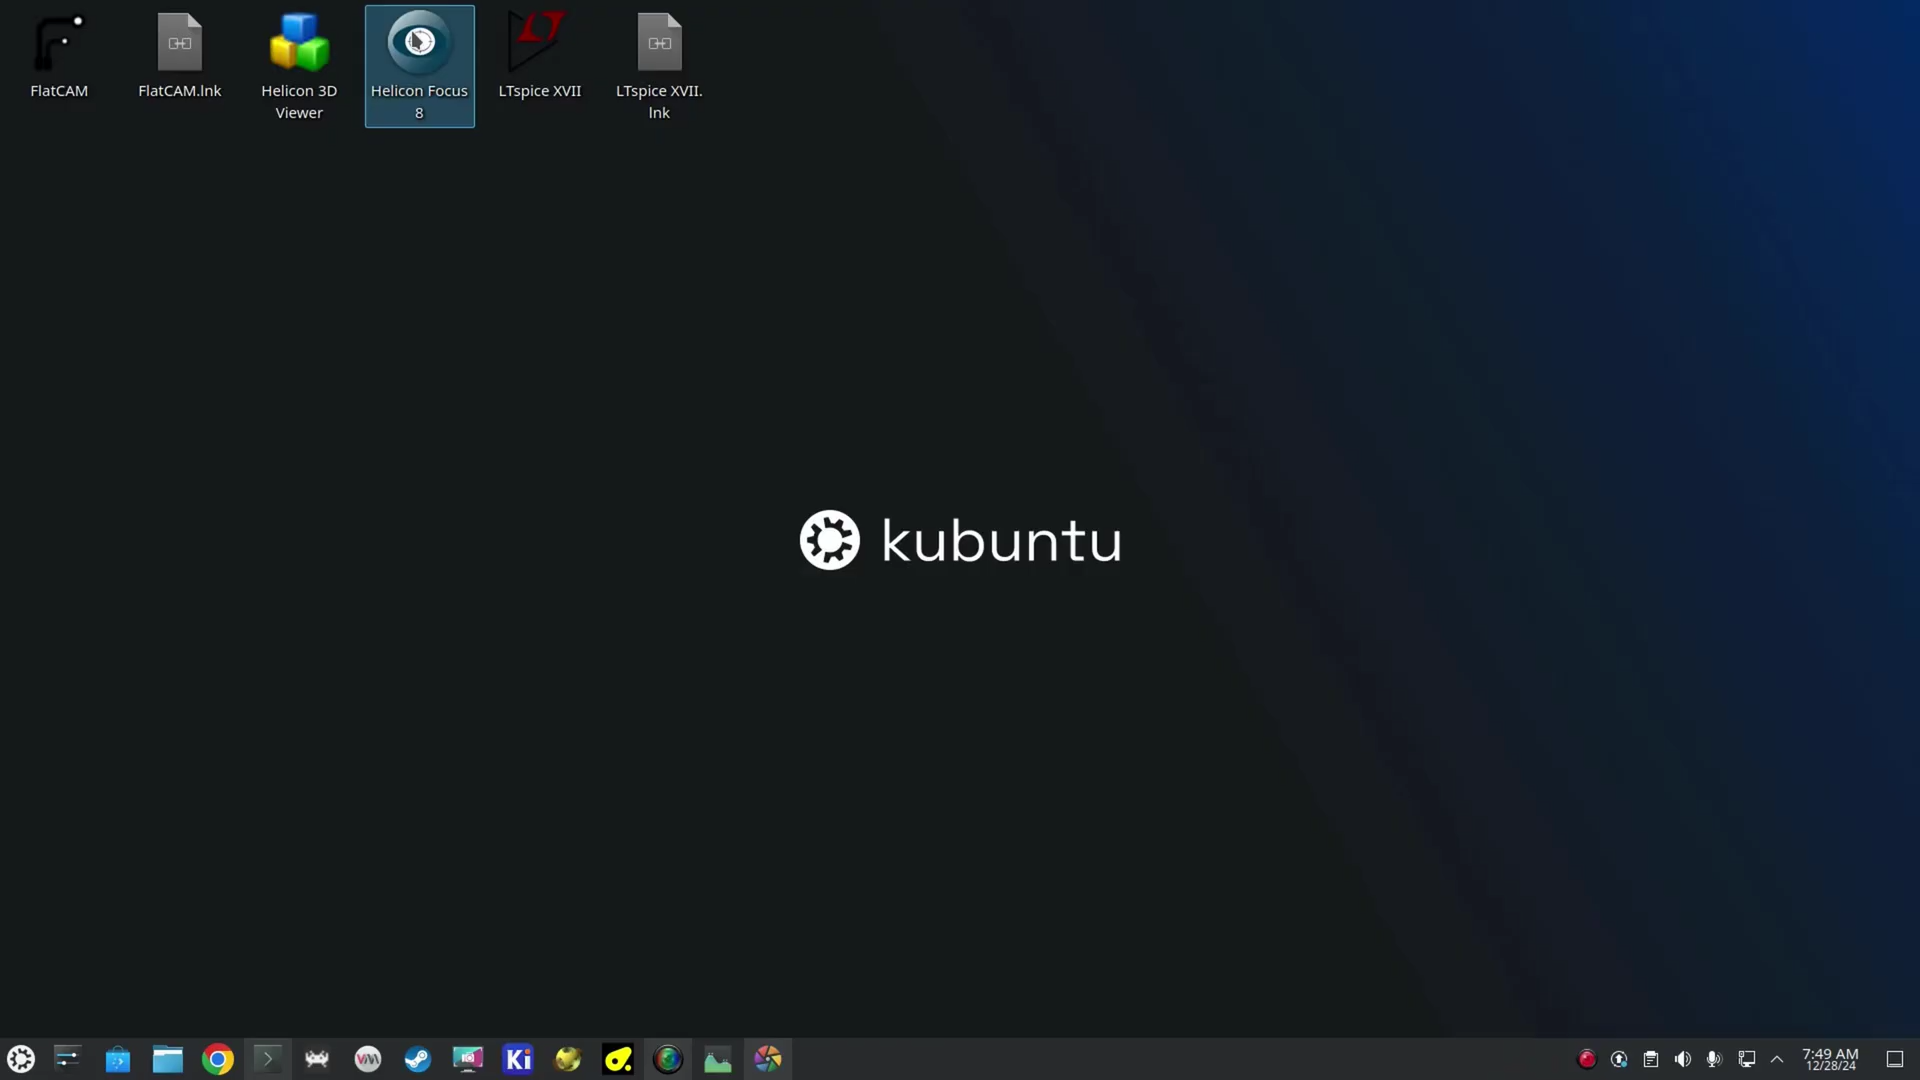 FlatCAM
FlatCAM.lnk
Helicon 3D
Viewer
Helicon Focus
8
LTspice XVII
LTspice XVII.
lnk
kubuntu
Ki
7:49 AM
12/28/24